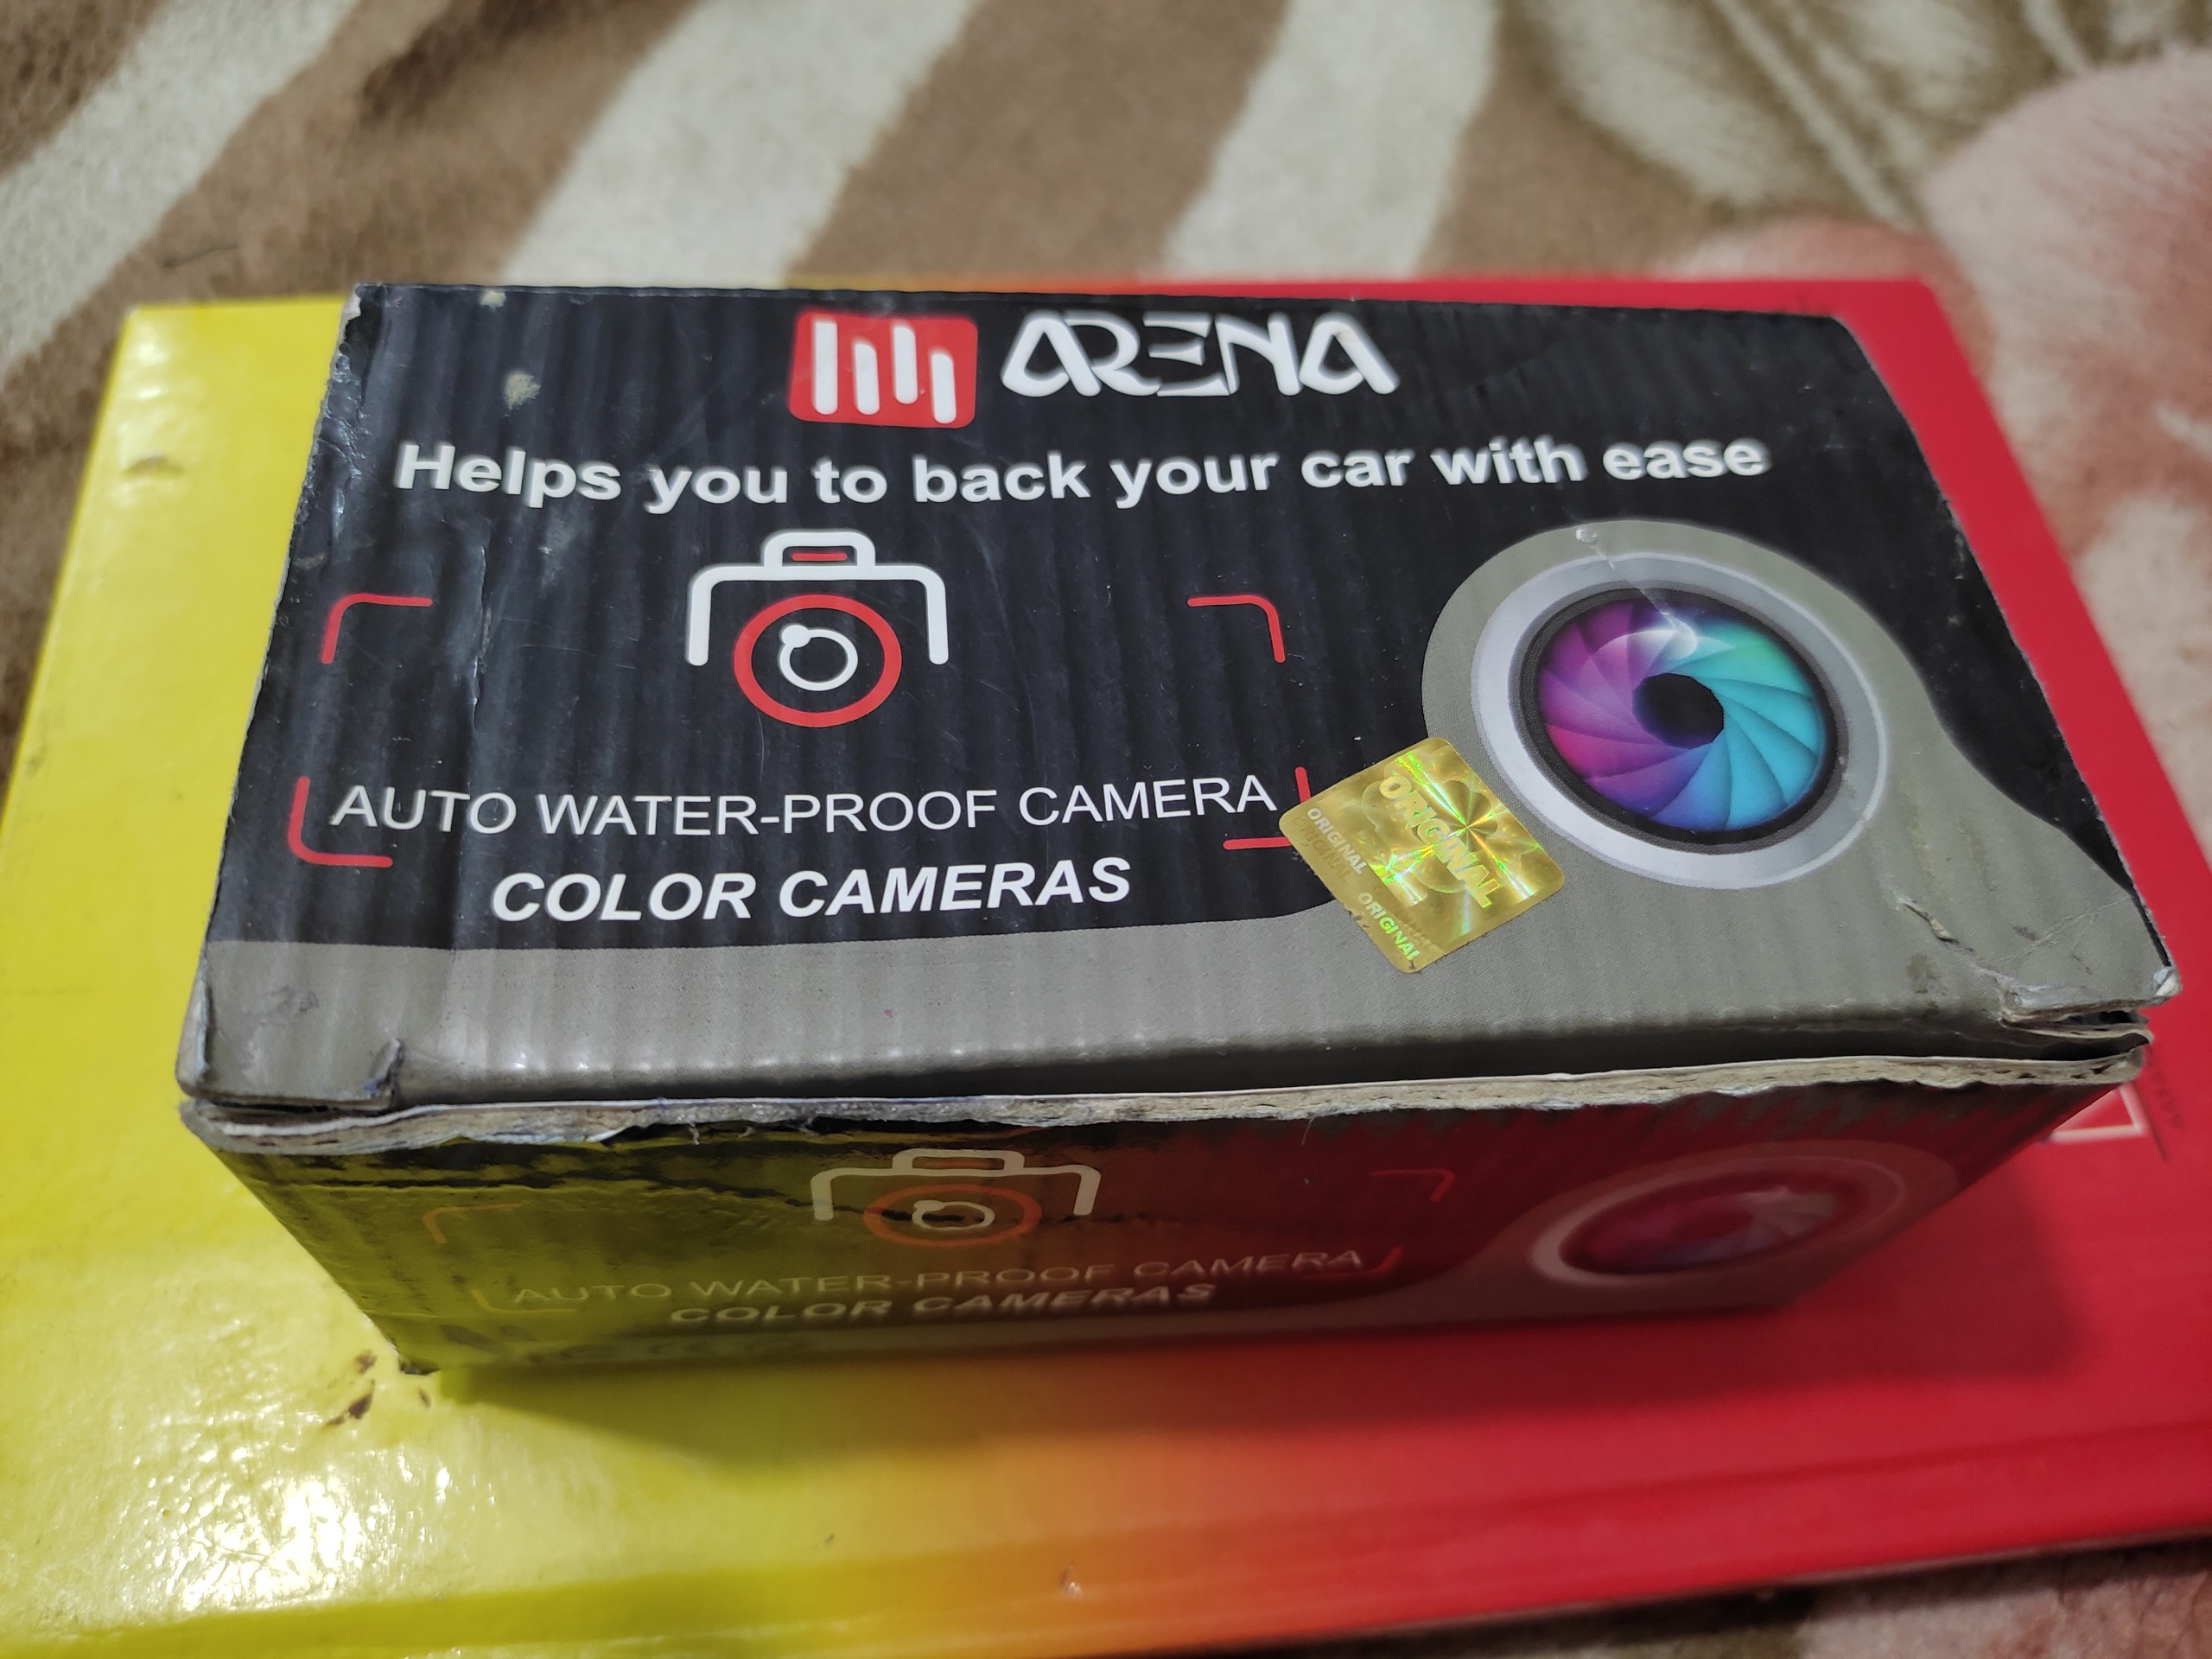 ARENA
Helps you to back your car with ease
AUTO WATER-PROOF CAMERA
COLOR CAMERAS
ORIGINAL
ORIGINAL
ORIGINAL
AUTO WATER-PROOF CAMERA
COLOR CAMERAS